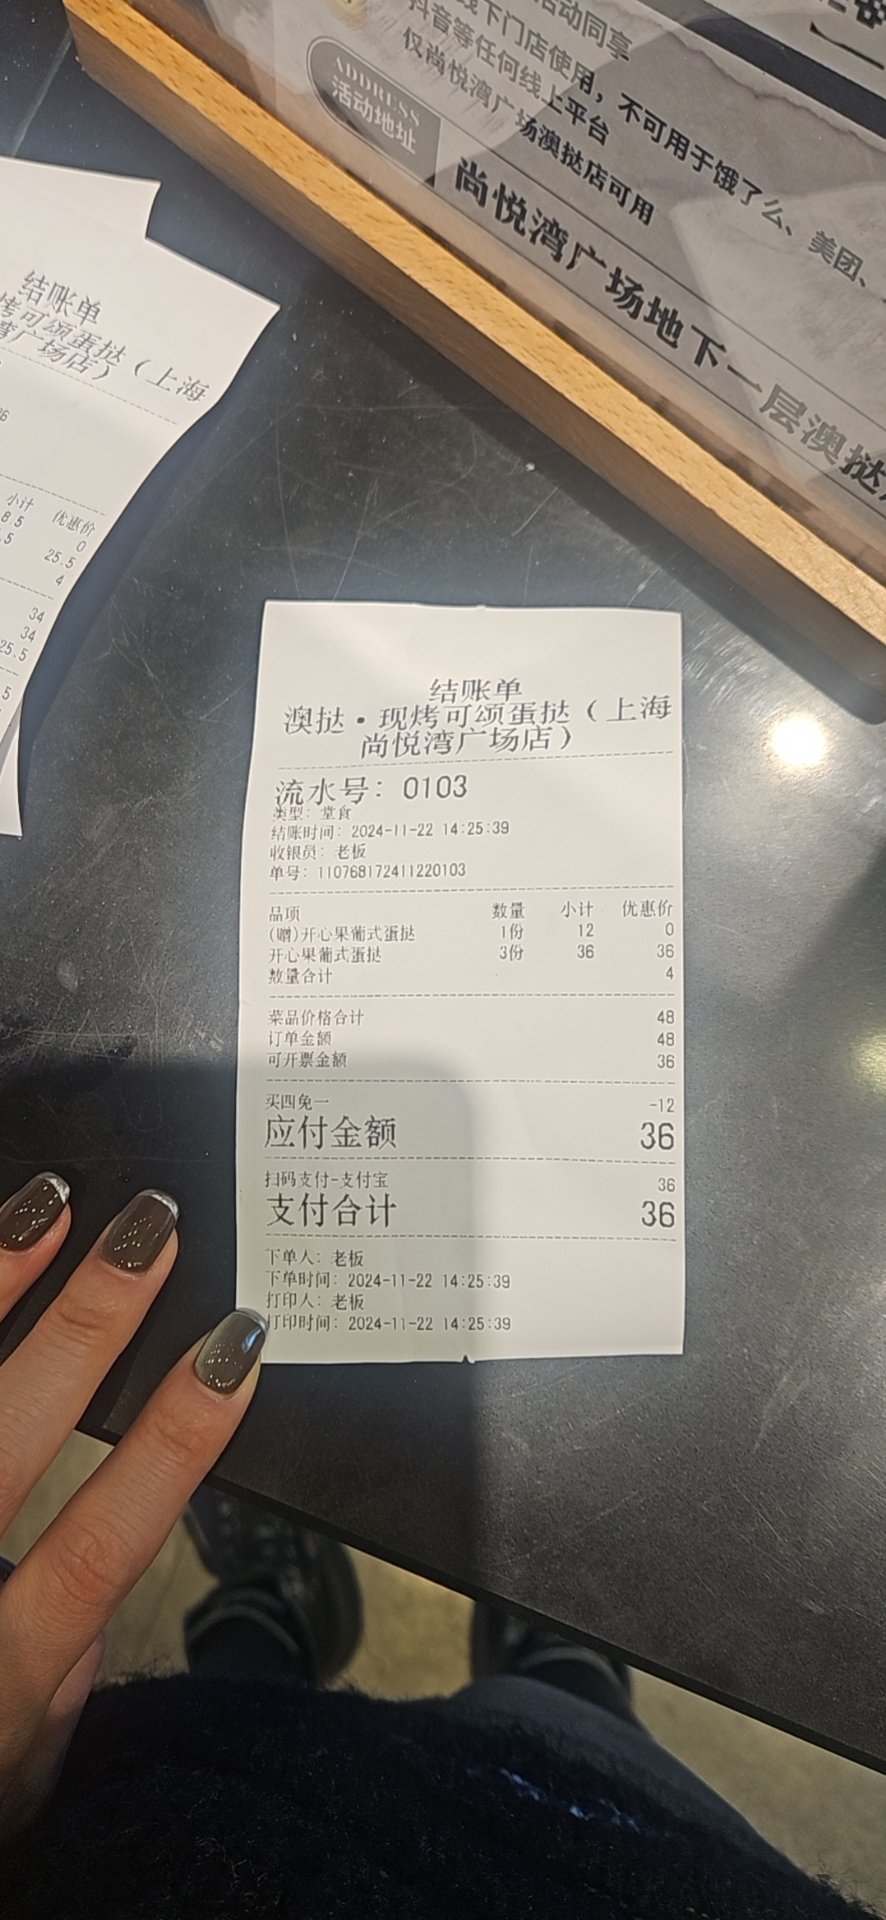 活动同享
线下门店使用，不可用于饿了么、美团、
抖音等任何线上平台
仅尚悦湾广场澳挞店可用
ADDRESS
活动地址
尚悦湾广场地下一层澳挞
结账单
烤可颂蛋挞（上海
湾广场店）
小计 优惠价
8.5 0
.5 25.5
4
34
34
25.5
.5
结账单
澳挞·现烤可颂蛋挞（上海
尚悦湾广场店）
流水号：0103
类型：堂食
结账时间：2024-11-22 14:25:39
收银员：老板
单号：110768172411220103
品项 数量 小计 优惠价
(赠)开心果葡式蛋挞 1份 12 0
开心果葡式蛋挞 3份 36 36
数量合计 4
菜品价格合计 48
订单金额 48
可开票金额 36
买四免一 -12
应付金额 36
扫码支付-支付宝 36
支付合计 36
下单人：老板
下单时间：2024-11-22 14:25:39
打印人：老板
打印时间：2024-11-22 14:25:39